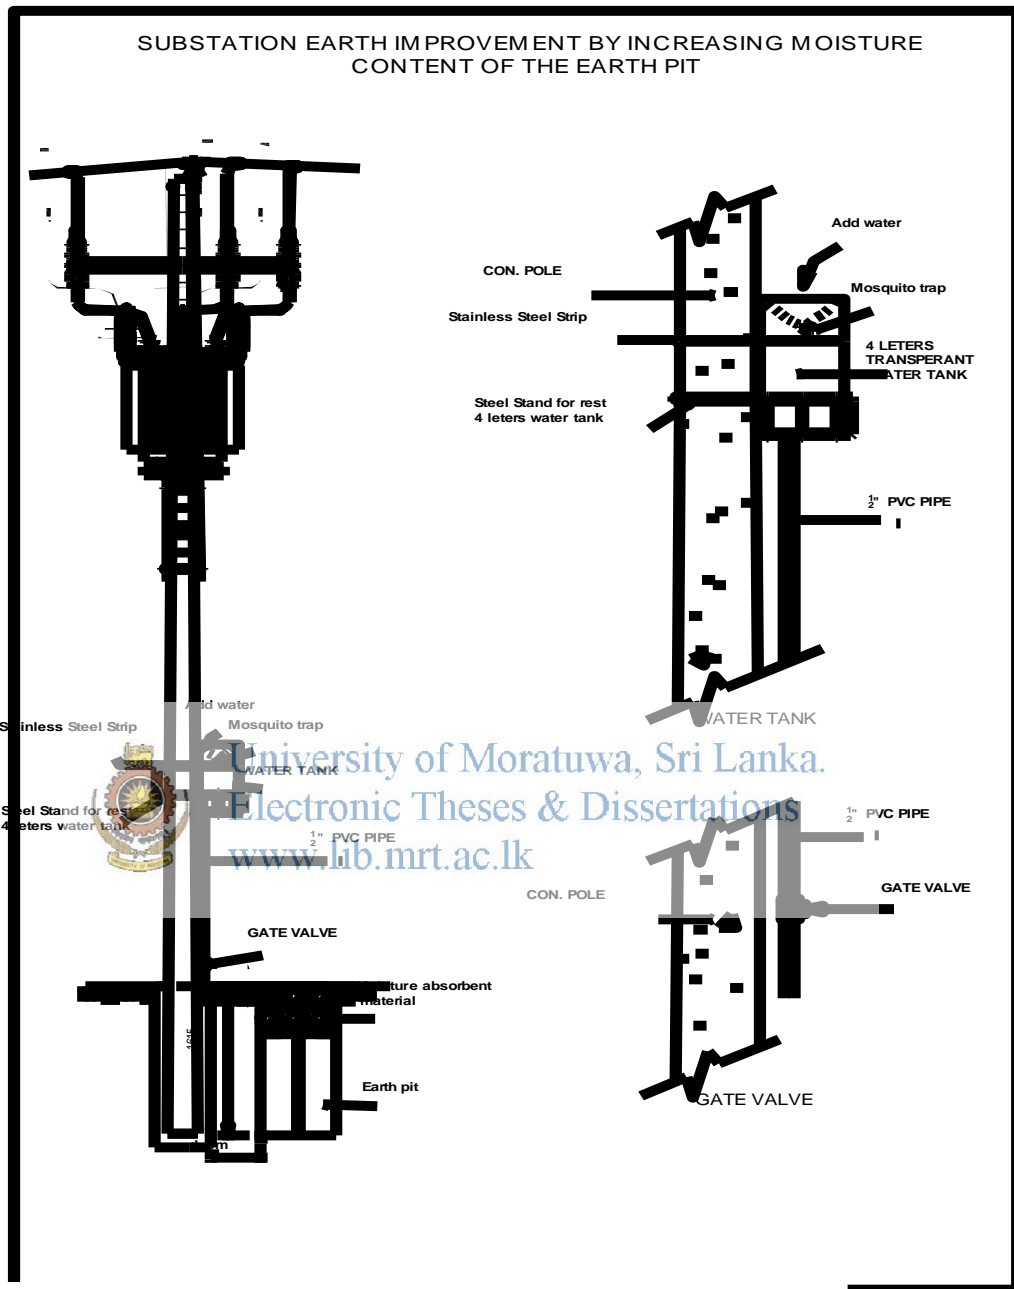 SUBSTATION EARTH IMPROVEMENT BY INCREASING MOISTURE
CONTENT OF THE EARTH PIT
Add water
CON. POLE
Mosquito trap
Stainless Steel Strip
4 LETERS
TRANSPERANT
WATER TANK
Steel Stand for rest
4 leters water tank
½" PVC PIPE
WATER TANK
Add water
Stainless Steel Strip
Mosquito trap
WATER TANK
Steel Stand for rest
4 leters water tank
½" PVC PIPE
GATE VALVE
Moisture absorbent
material
Earth pit
University of Moratuwa, Sri Lanka.
Electronic Theses & Dissertations
www.lib.mrt.ac.lk
½" PVC PIPE
CON. POLE
GATE VALVE
GATE VALVE